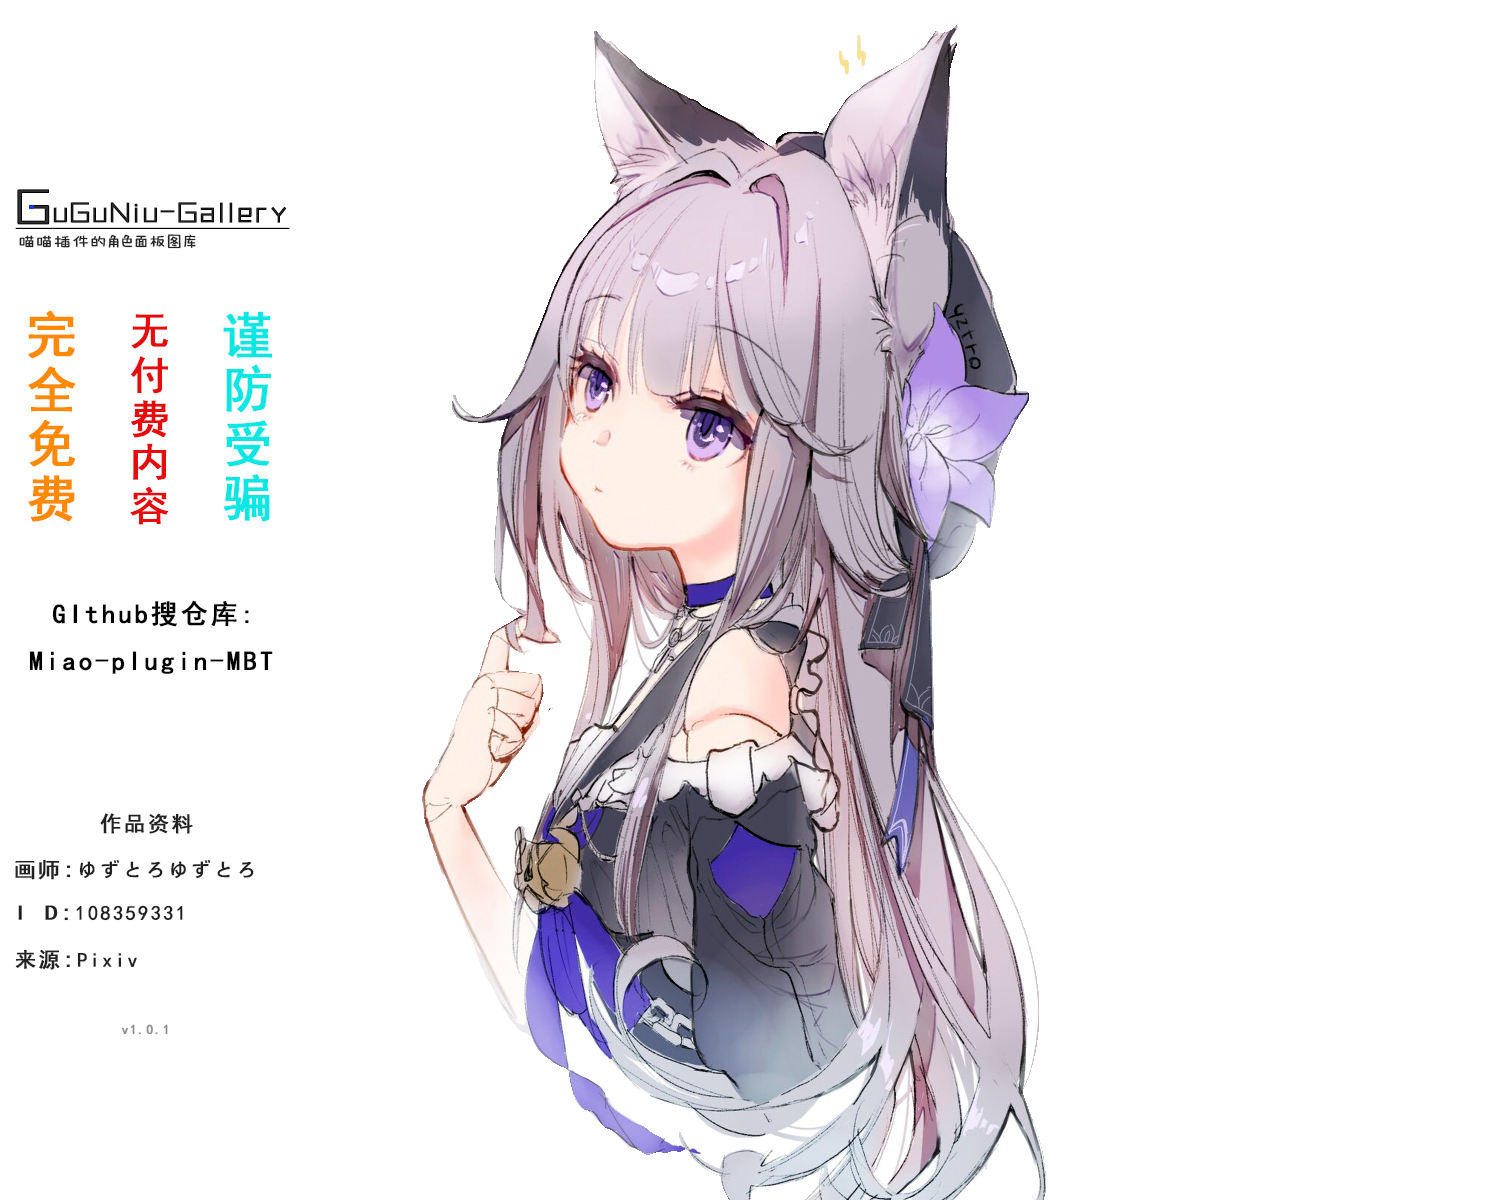 GuGuNiu-Gallery
喵喵插件的角色面板图库
完全免费
无付费内容
谨防受骗
GIthub搜仓库:
Miao-plugin-MBT
作品资料
画师:ゆずとろゆずとろ
I D:108359331
来源:Pixiv
v1.0.1
yztro